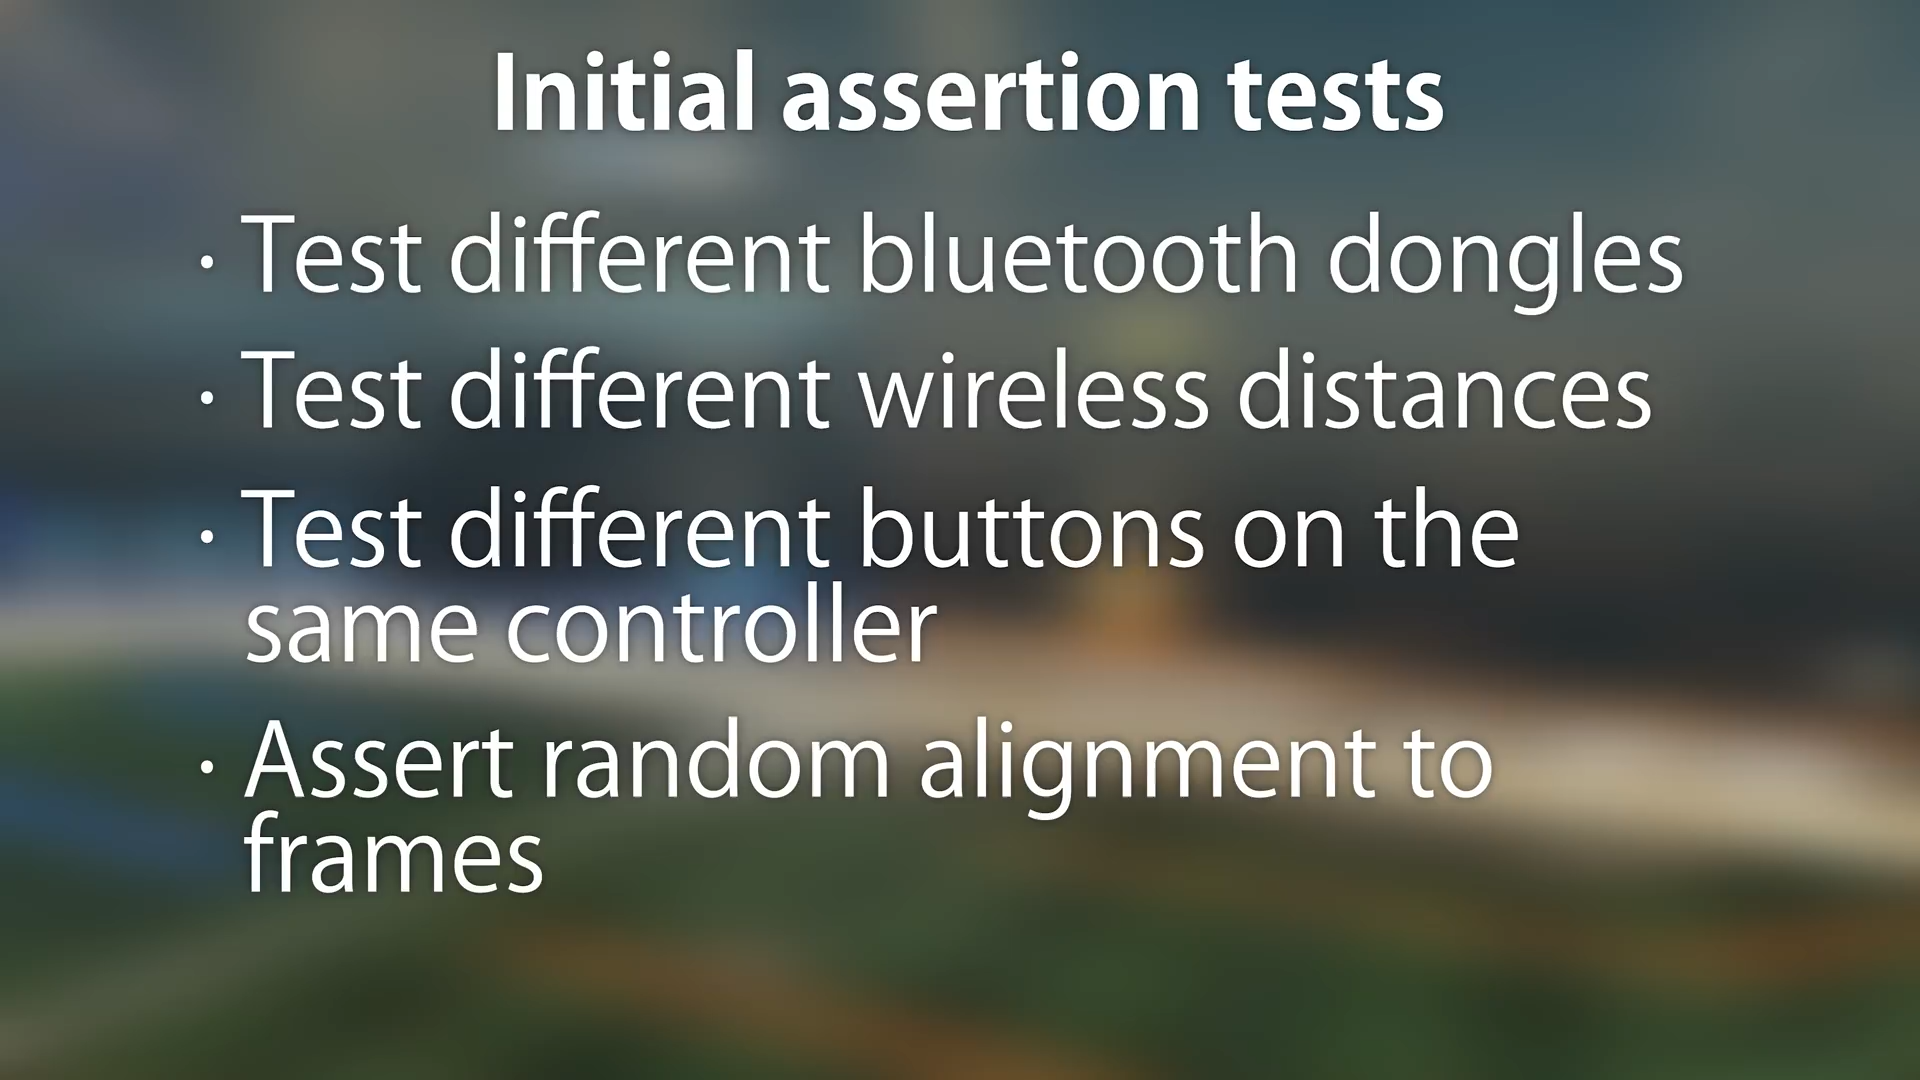 Initial assertion tests
· Test different bluetooth dongles
· Test different wireless distances
· Test different buttons on the
same controller
· Assert random alignment to
frames